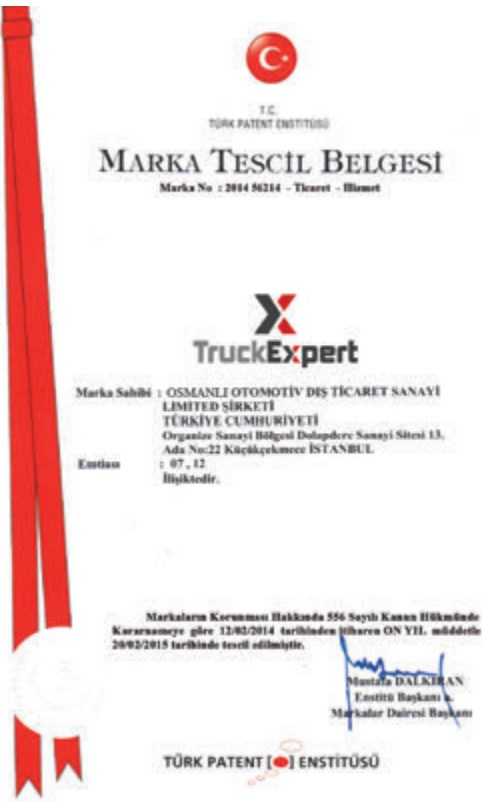 T.C.
TÜRK PATENT ENSTİTÜSÜ
MARKA TESCİL BELGESİ
Marka No : 2014 56214 - Ticaret - Hizmet
TruckExpert
Marka Sahibi : OSMANLI OTOMOTİV DIŞ TİCARET SANAYİ
LİMİTED ŞİRKETİ
TÜRKİYE CUMHURİYETİ
Organize Sanayi Bölgesi Dolapdere Sanayi Sitesi 13.
Ada No:22 Küçükçekmece İSTANBUL
Emtiası : 07 , 12
İlişiktedir.
Markaların Korunması Hakkında 556 Sayılı Kanun Hükmünde
Kararnameye göre 12/02/2014 tarihinden itibaren ON YIL müddetle
20/02/2015 tarihinde tescil edilmiştir.
Mustafa DALKIRAN
Enstitü Başkanı a.
Markalar Dairesi Başkanı
TÜRK PATENT [●] ENSTİTÜSÜ